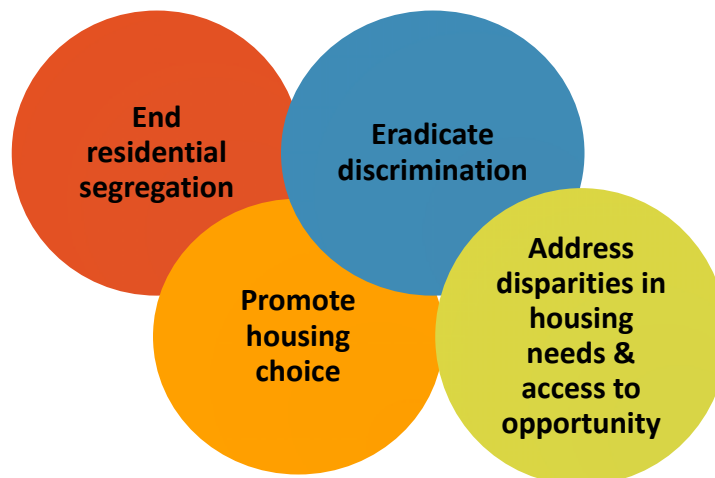 End
residential
segregation
Eradicate
discrimination
Promote
housing
choice
Address
disparities in
housing
needs &
access to
opportunity